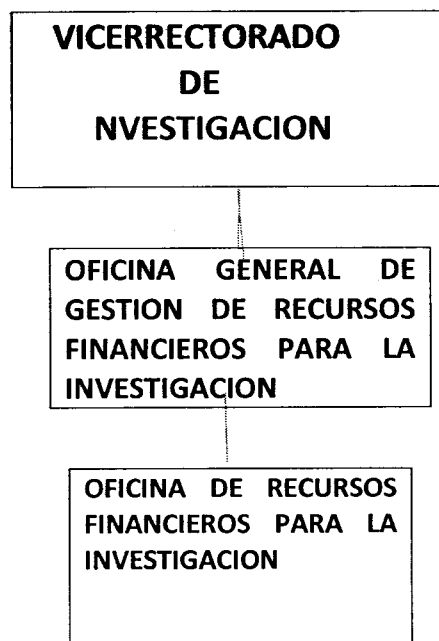 VICERRECTORADO
DE
NVESTIGACION
OFICINA GENERAL DE
GESTION DE RECURSOS
FINANCIEROS PARA LA
INVESTIGACION
OFICINA DE RECURSOS
FINANCIEROS PARA LA
INVESTIGACION